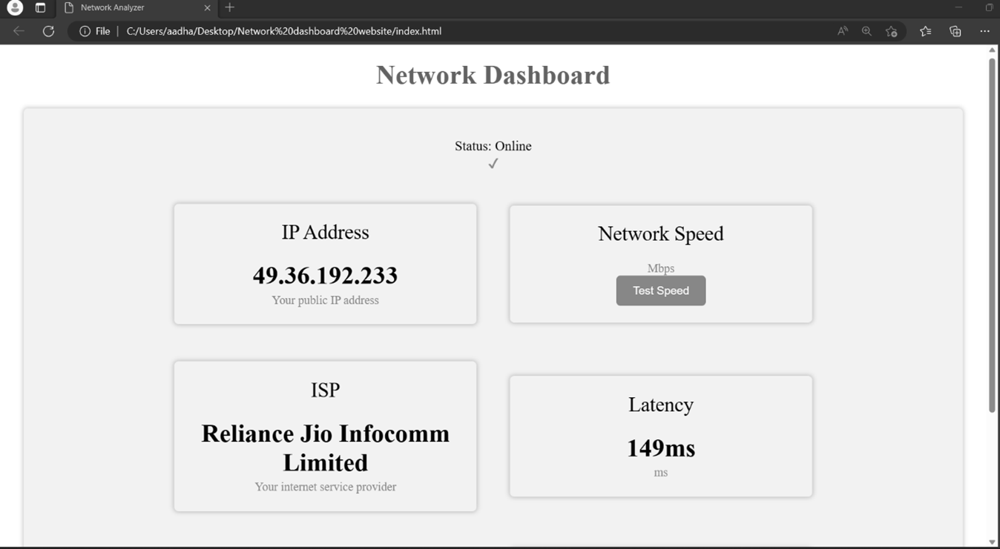 Network Analyzer
File | C:/Users/aadha/Desktop/Network%20dashboard%20website/index.html
Network Dashboard
Status: Online
✓
IP Address
49.36.192.233
Your public IP address
Network Speed
Mbps
Test Speed
ISP
Reliance Jio Infocomm
Limited
Your internet service provider
Latency
149ms
ms